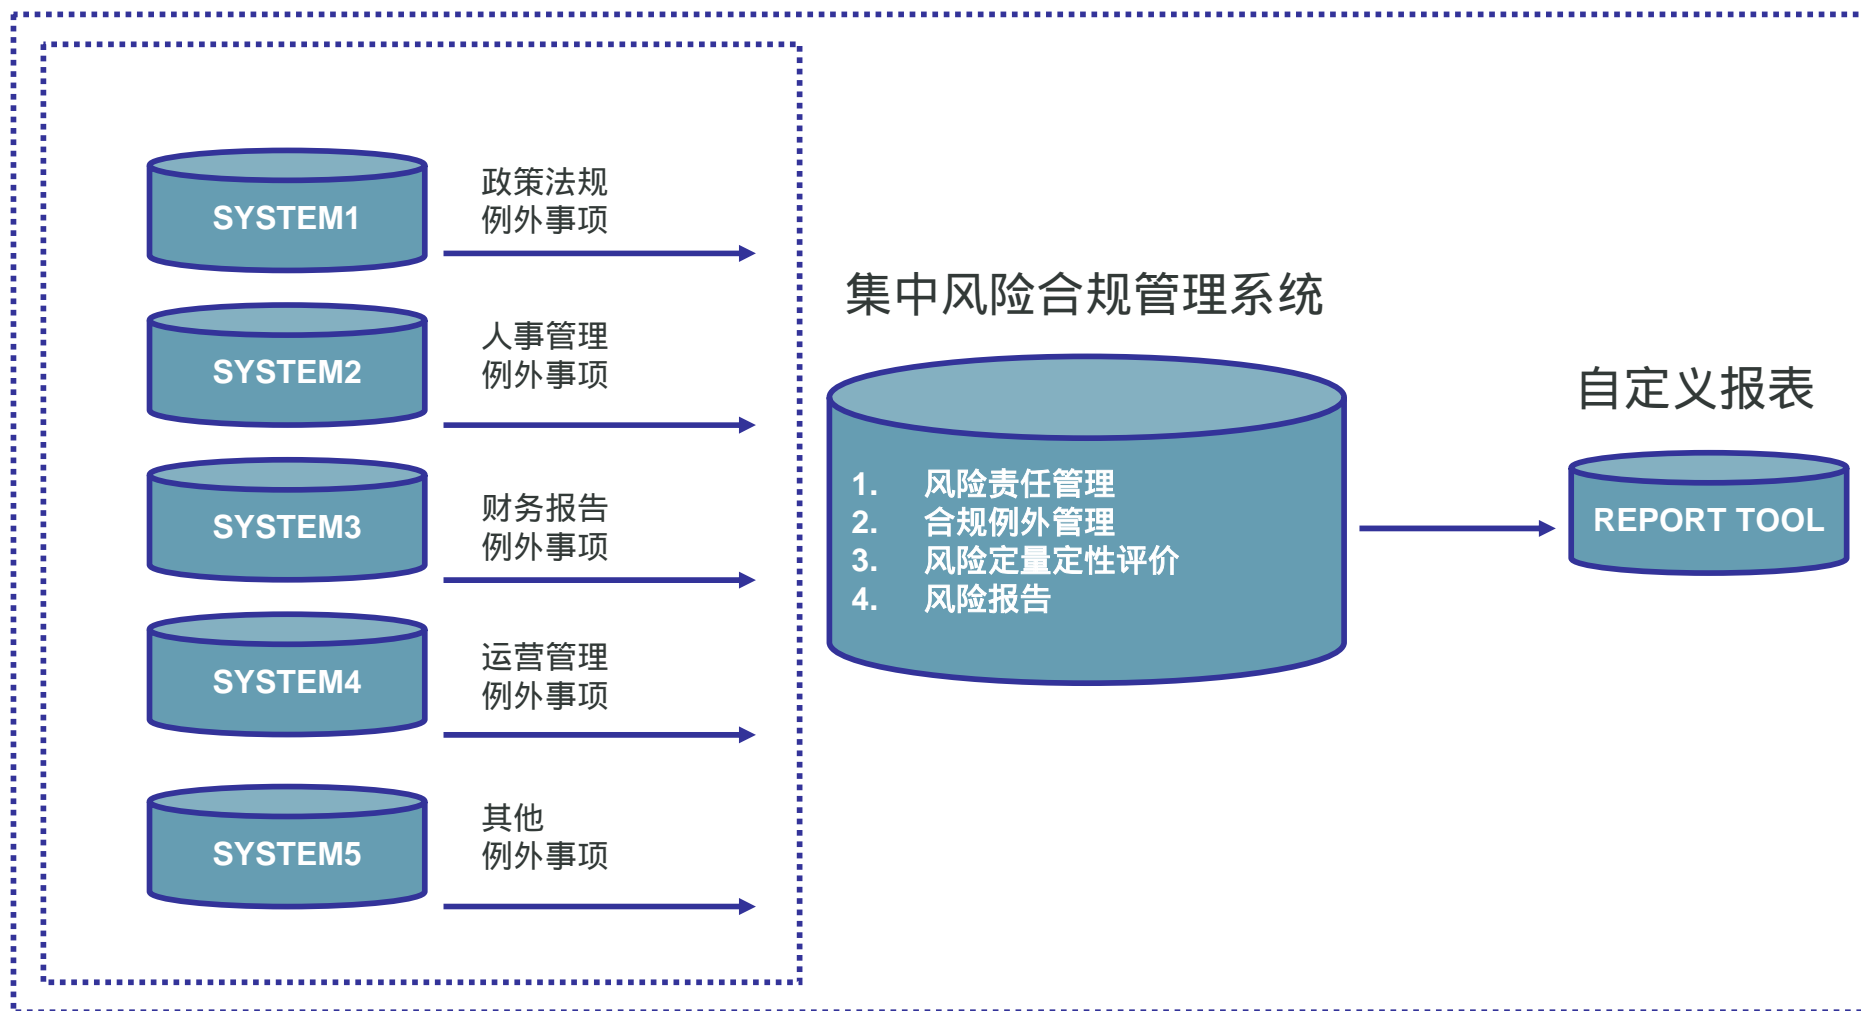 SYSTEM1
政策法规
例外事项
SYSTEM2
人事管理
例外事项
SYSTEM3
财务报告
例外事项
SYSTEM4
运营管理
例外事项
SYSTEM5
其他
例外事项
集中风险合规管理系统
1. 风险责任管理
2. 合规例外管理
3. 风险定量定性评价
4. 风险报告
自定义报表
REPORT TOOL